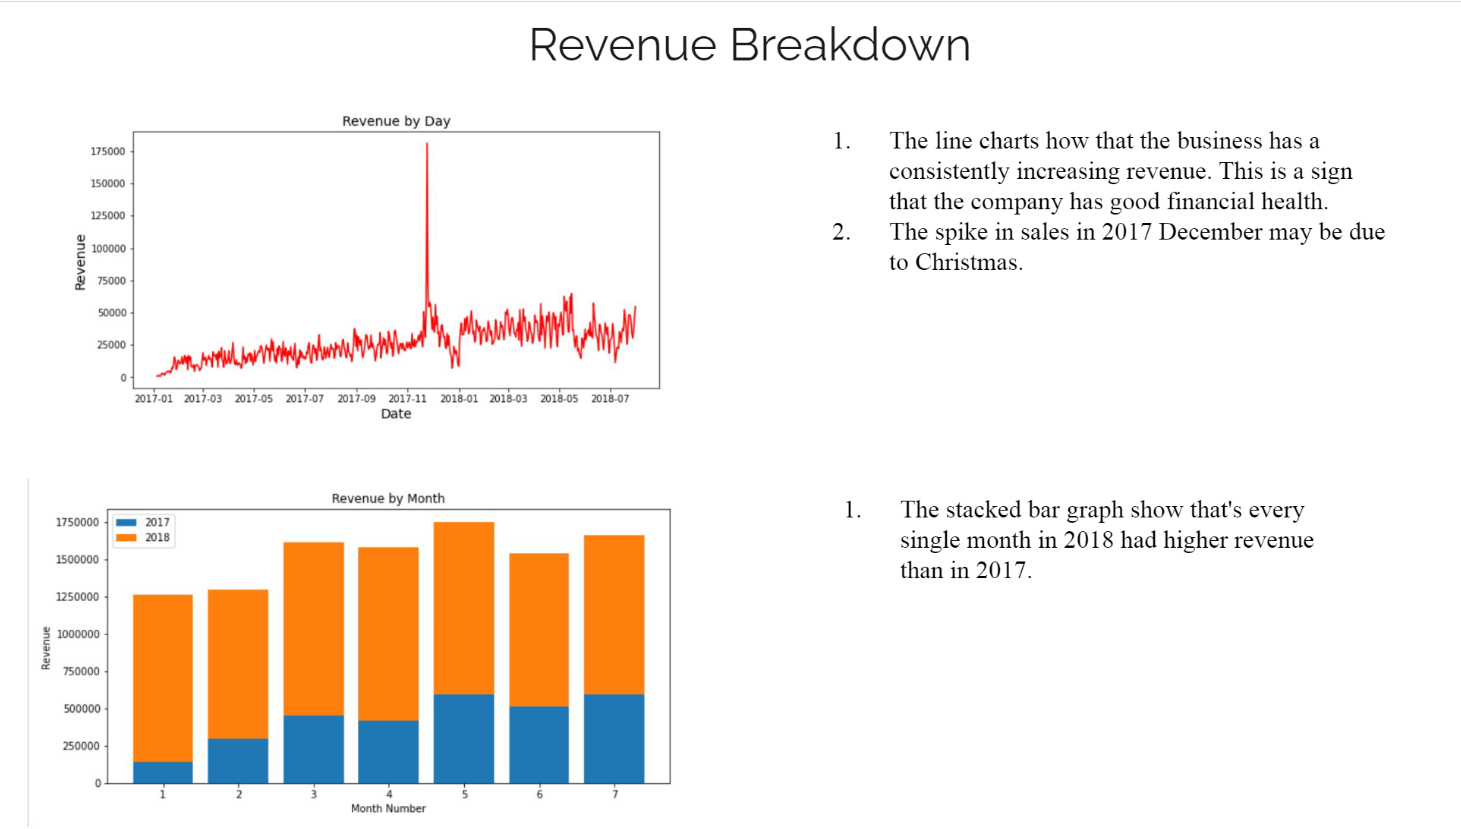 Revenue Breakdown
Revenue by Day
175000
150000
125000
100000
75000
50000
25000
0
Revenue
2017-01 2017-03 2017-05 2017-07 2017-09 2017-11 2018-01 2018-03 2018-05 2018-07
Date
1. The line charts how that the business has a
consistently increasing revenue. This is a sign
that the company has good financial health.
2. The spike in sales in 2017 December may be due
to Christmas.
Revenue by Month
2017
2018
1750000
1500000
1250000
1000000
750000
500000
250000
0
Revenue
1 2 3 4 5 6 7
Month Number
1. The stacked bar graph show that's every
single month in 2018 had higher revenue
than in 2017.